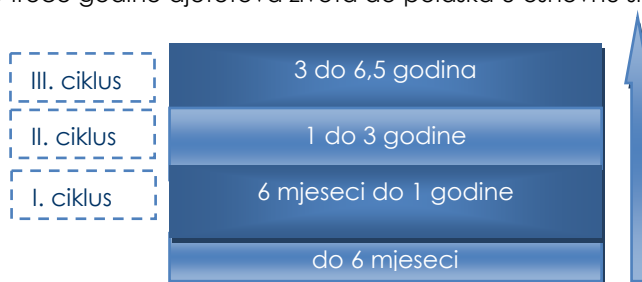 III. ciklus
3 do 6,5 godina
II. ciklus
1 do 3 godine
I. ciklus
6 mjeseci do 1 godine
do 6 mjeseci